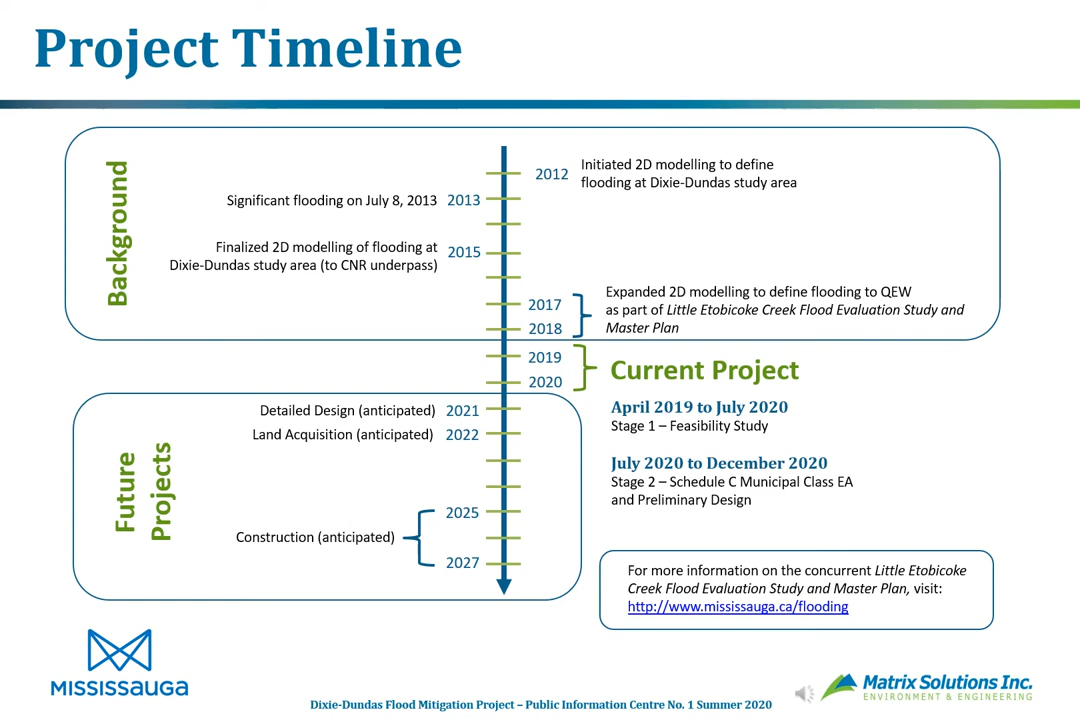 Project Timeline
Background
2012
Initiated 2D modelling to define
flooding at Dixie-Dundas study area
Significant flooding on July 8, 2013
2013
Finalized 2D modelling of flooding at
Dixie-Dundas study area (to CNR underpass)
2015
2017
2018
Expanded 2D modelling to define flooding to QEW
as part of Little Etobicoke Creek Flood Evaluation Study and
Master Plan
2019
2020
Current Project
April 2019 to July 2020
Stage 1 – Feasibility Study
July 2020 to December 2020
Stage 2 – Schedule C Municipal Class EA
and Preliminary Design
Future
Projects
Detailed Design (anticipated)
2021
Land Acquisition (anticipated)
2022
2025
Construction (anticipated)
2027
For more information on the concurrent Little Etobicoke
Creek Flood Evaluation Study and Master Plan, visit:
http://www.mississauga.ca/flooding
MISSISSAUGA
Dixie-Dundas Flood Mitigation Project – Public Information Centre No. 1 Summer 2020
Matrix Solutions Inc.
ENVIRONMENT & ENGINEERING